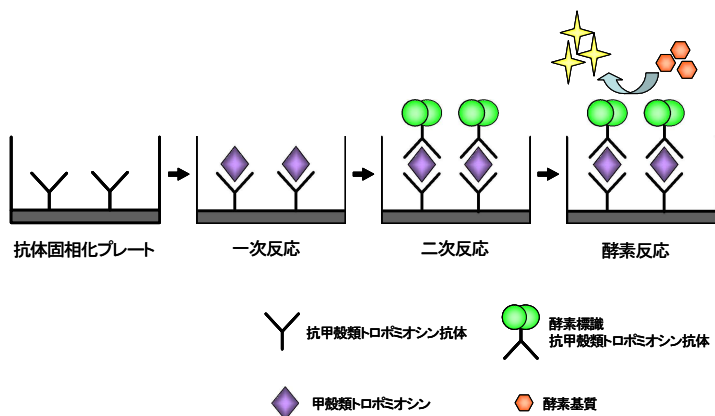 抗体固相化プレート
一次反応
二次反応
酵素反応
抗甲殻類トロポミオシン抗体
酵素標識
抗甲殻類トロポミオシン抗体
甲殻類トロポミオシン
酵素基質